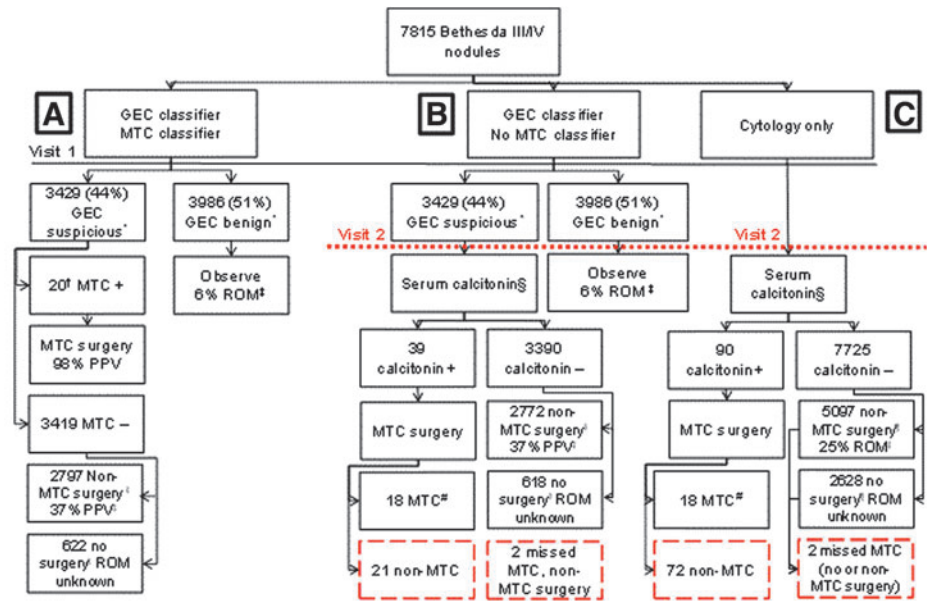 7815 Bethesda III/IV
nodules
A
GEC classifier
MTC classifier
B
GEC classifier
No MTC classifier
Cytology only
C
Visit 1
3429 (44%)
GEC
suspicious*
3986 (51%)
GEC benign*
3429 (44%)
GEC suspicious*
3986 (51%)
GEC benign*
Visit 2
Visit 2
20† MTC +
Observe
6% ROM‡
Serum calcitonin§
Observe
6% ROM‡
Serum
calcitonin§
MTC surgery
98% PPV
39
calcitonin +
3390
calcitonin –
90
calcitonin +
7725
calcitonin –
3419 MTC –
MTC surgery
2772 non-
MTC surgery
37% PPV
MTC surgery
5097 non-
MTC surgery
25% ROM
2797 Non-
MTC surgery
37% PPV
18 MTC#
618 no
surgery ROM
unknown
18 MTC#
2628 no
surgery ROM
unknown
622 no
surgery ROM
unknown
21 non-MTC
2 missed
MTC, non-
MTC surgery
72 non-MTC
2 missed MTC
(no or non-
MTC surgery)